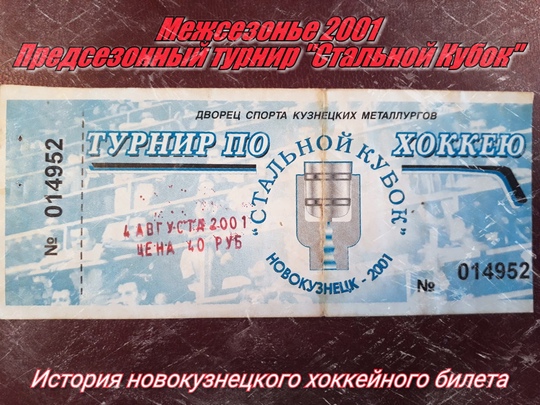 Межсезонье 2001
Предсезонный турнир "Стальной Кубок"
ДВОРЕЦ СПОРТА КУЗНЕЦКИХ МЕТАЛЛУРГОВ
ТУРНИР ПО ХОККЕЮ
"СТАЛЬНОЙ КУБОК"
НОВОКУЗНЕЦК - 2001
№ 014952
4 АВГУСТА 2001
ЦЕНА 40 РУБ
№ 014952
История новокузнецкого хоккейного билета